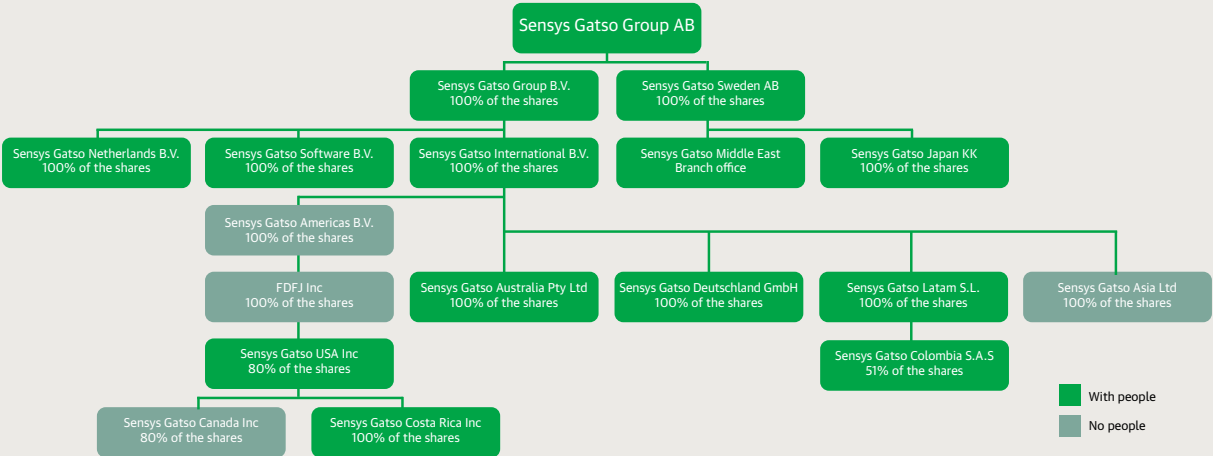 Sensys Gatso Group AB
Sensys Gatso Group B.V.
100% of the shares
Sensys Gatso Sweden AB
100% of the shares
Sensys Gatso Netherlands B.V.
100% of the shares
Sensys Gatso Software B.V.
100% of the shares
Sensys Gatso International B.V.
100% of the shares
Sensys Gatso Middle East
Branch office
Sensys Gatso Japan KK
100% of the shares
Sensys Gatso Americas B.V.
100% of the shares
FDFJ Inc
100% of the shares
Sensys Gatso Australia Pty Ltd
100% of the shares
Sensys Gatso Deutschland GmbH
100% of the shares
Sensys Gatso Latam S.L.
100% of the shares
Sensys Gatso Asia Ltd
100% of the shares
Sensys Gatso USA Inc
80% of the shares
Sensys Gatso Colombia S.A.S
51% of the shares
Sensys Gatso Canada Inc
80% of the shares
Sensys Gatso Costa Rica Inc
100% of the shares
With people
No people